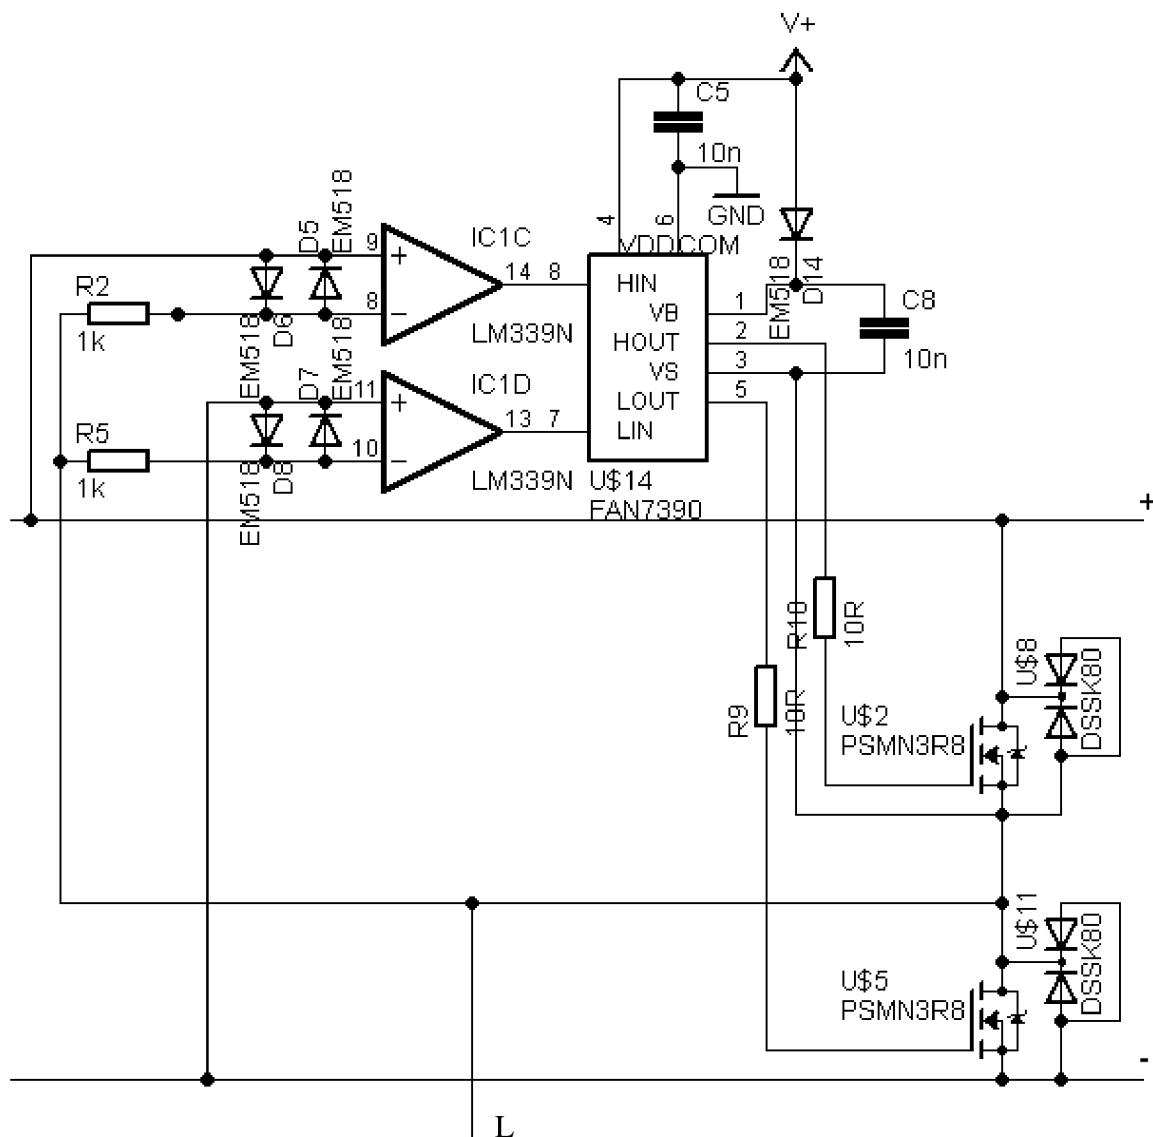 V+
C5
10n
GND
4
6
VDD
COM
D5
EM518
9
+
IC1C
14
8
HIN
R2
1k
8
-
EM518
D6
LM339N
VB
1
HOUT
2
VS
3
LOUT
5
LIN
EM518
D14
C8
10n
D7
EM518
11
+
IC1D
13
7
R5
1k
10
-
EM518
D8
LM339N
U$14
FAN7390
+
R10
10R
R9
10R
U$8
DSSK80
U$2
PSMN3R8
U$11
DSSK80
U$5
PSMN3R8
-
L